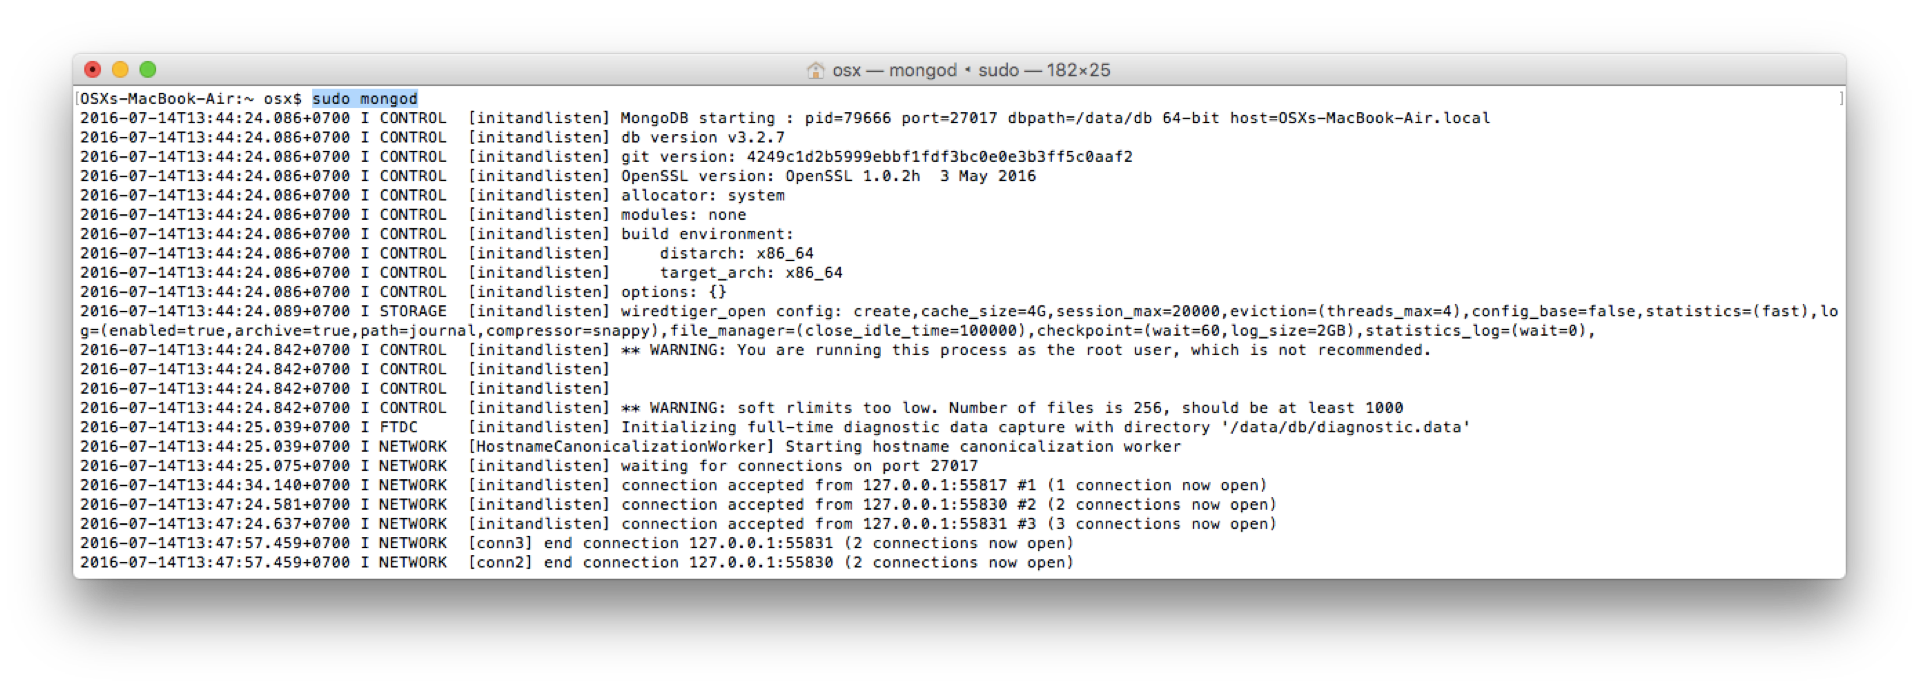 osx — mongod • sudo — 182×25
[OSXs-MacBook-Air:~ osx$ sudo mongod ]
2016-07-14T13:44:24.086+0700 I CONTROL  [initandlisten] MongoDB starting : pid=79666 port=27017 dbpath=/data/db 64-bit host=OSXs-MacBook-Air.local
2016-07-14T13:44:24.086+0700 I CONTROL  [initandlisten] db version v3.2.7
2016-07-14T13:44:24.086+0700 I CONTROL  [initandlisten] git version: 4249c1d2b5999ebbf1fdf3bc0e0e3b3ff5c0aaf2
2016-07-14T13:44:24.086+0700 I CONTROL  [initandlisten] OpenSSL version: OpenSSL 1.0.2h  3 May 2016
2016-07-14T13:44:24.086+0700 I CONTROL  [initandlisten] allocator: system
2016-07-14T13:44:24.086+0700 I CONTROL  [initandlisten] modules: none
2016-07-14T13:44:24.086+0700 I CONTROL  [initandlisten] build environment:
2016-07-14T13:44:24.086+0700 I CONTROL  [initandlisten]     distarch: x86_64
2016-07-14T13:44:24.086+0700 I CONTROL  [initandlisten]     target_arch: x86_64
2016-07-14T13:44:24.086+0700 I CONTROL  [initandlisten] options: {}
2016-07-14T13:44:24.089+0700 I STORAGE  [initandlisten] wiredtiger_open config: create,cache_size=4G,session_max=20000,eviction=(threads_max=4),config_base=false,statistics=(fast),lo
g=(enabled=true,archive=true,path=journal,compressor=snappy),file_manager=(close_idle_time=100000),checkpoint=(wait=60,log_size=2GB),statistics_log=(wait=0),
2016-07-14T13:44:24.842+0700 I CONTROL  [initandlisten] ** WARNING: You are running this process as the root user, which is not recommended.
2016-07-14T13:44:24.842+0700 I CONTROL  [initandlisten]
2016-07-14T13:44:24.842+0700 I CONTROL  [initandlisten]
2016-07-14T13:44:24.842+0700 I CONTROL  [initandlisten] ** WARNING: soft rlimits too low. Number of files is 256, should be at least 1000
2016-07-14T13:44:25.039+0700 I FTDC     [initandlisten] Initializing full-time diagnostic data capture with directory '/data/db/diagnostic.data'
2016-07-14T13:44:25.039+0700 I NETWORK  [HostnameCanonicalizationWorker] Starting hostname canonicalization worker
2016-07-14T13:44:25.075+0700 I NETWORK  [initandlisten] waiting for connections on port 27017
2016-07-14T13:44:34.140+0700 I NETWORK  [initandlisten] connection accepted from 127.0.0.1:55817 #1 (1 connection now open)
2016-07-14T13:47:24.581+0700 I NETWORK  [initandlisten] connection accepted from 127.0.0.1:55830 #2 (2 connections now open)
2016-07-14T13:47:24.637+0700 I NETWORK  [initandlisten] connection accepted from 127.0.0.1:55831 #3 (3 connections now open)
2016-07-14T13:47:57.459+0700 I NETWORK  [conn3] end connection 127.0.0.1:55831 (2 connections now open)
2016-07-14T13:47:57.459+0700 I NETWORK  [conn2] end connection 127.0.0.1:55830 (2 connections now open)